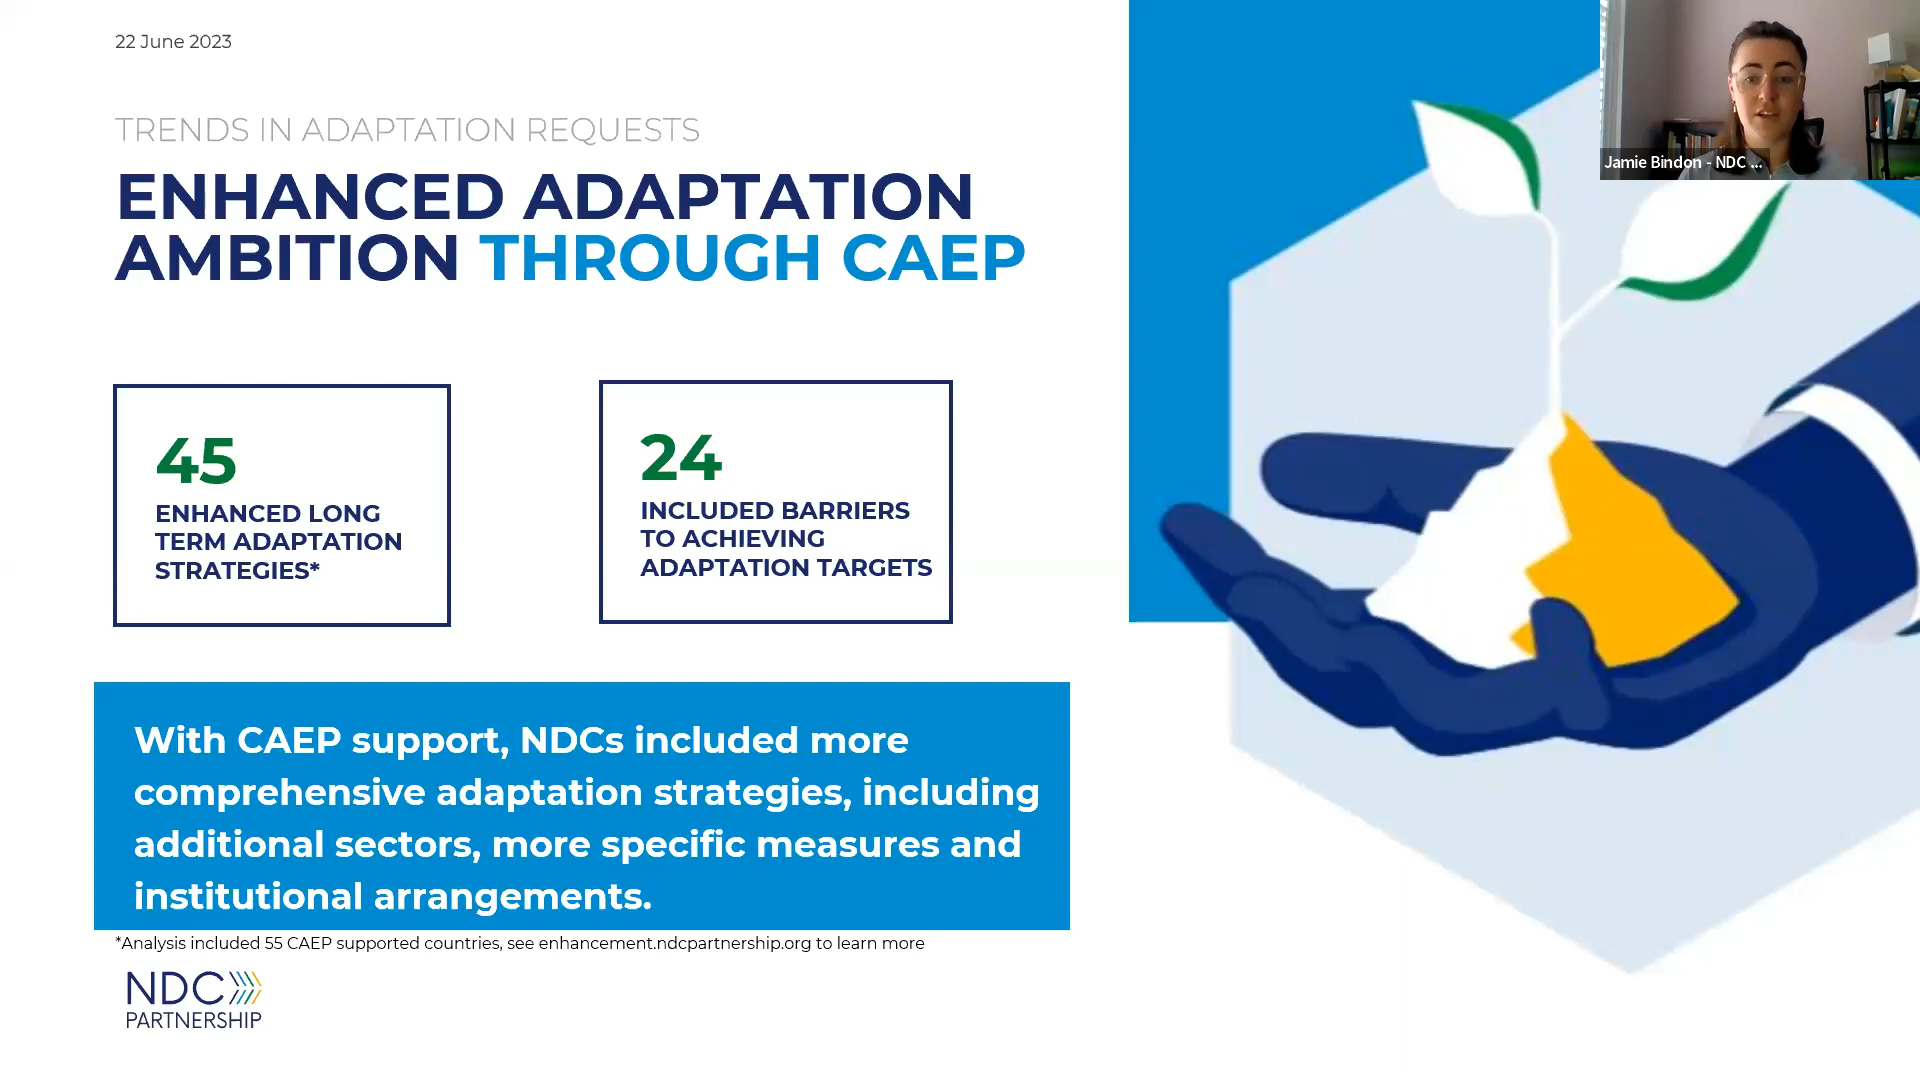 22 June 2023
TRENDS IN ADAPTATION REQUESTS
ENHANCED ADAPTATION
AMBITION THROUGH CAEP
45
ENHANCED LONG
TERM ADAPTATION
STRATEGIES*
24
INCLUDED BARRIERS
TO ACHIEVING
ADAPTATION TARGETS
With CAEP support, NDCs included more
comprehensive adaptation strategies, including
additional sectors, more specific measures and
institutional arrangements.
*Analysis included 55 CAEP supported countries, see enhancement.ndcpartnership.org to learn more
NDC
PARTNERSHIP
Jamie Bindon - NDC ...